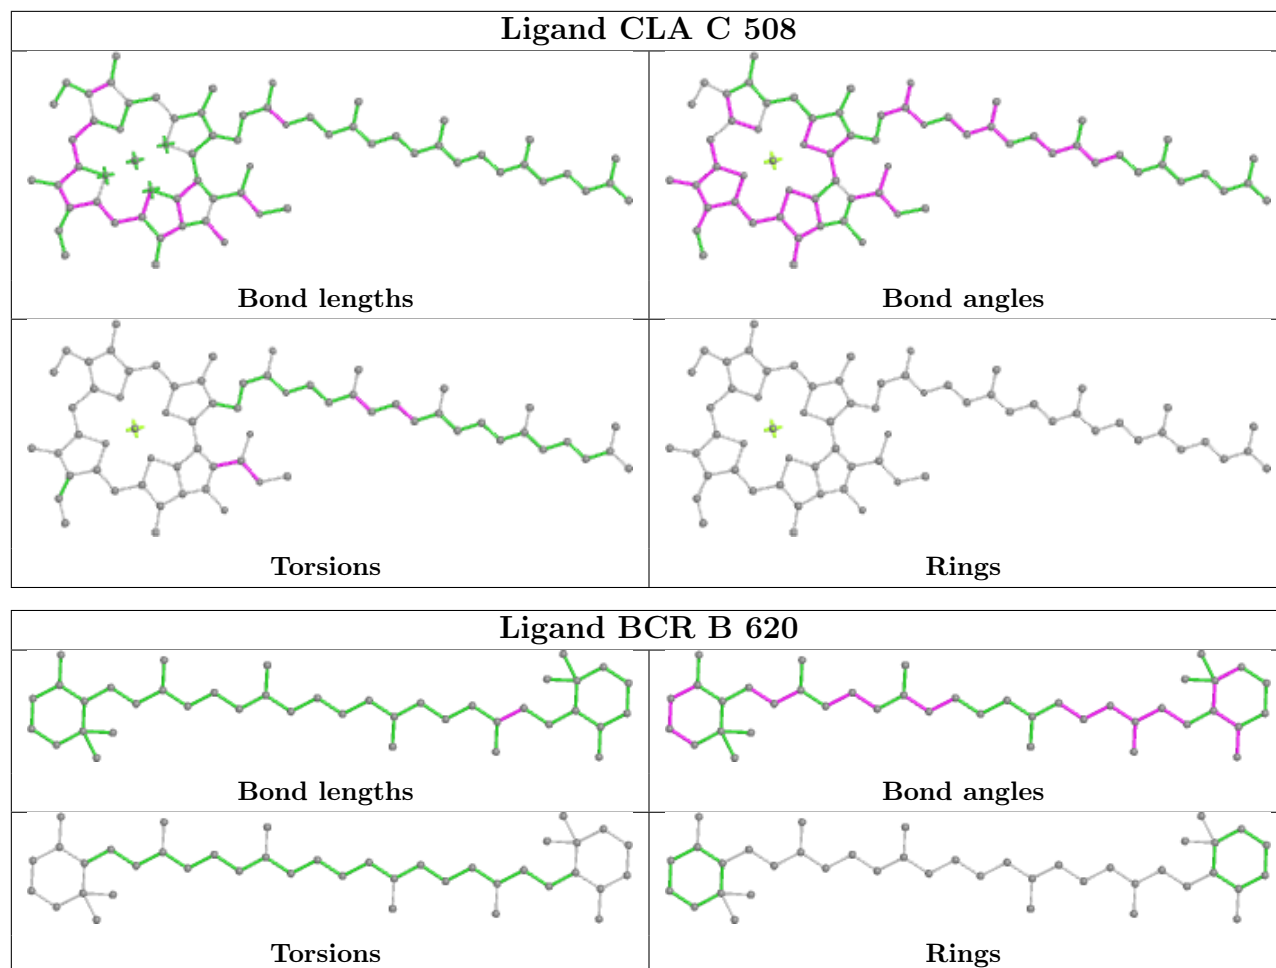 Ligand CLA C 508
Bond lengths
Bond angles
Torsions
Rings
Ligand BCR B 620
Bond lengths
Bond angles
Torsions
Rings